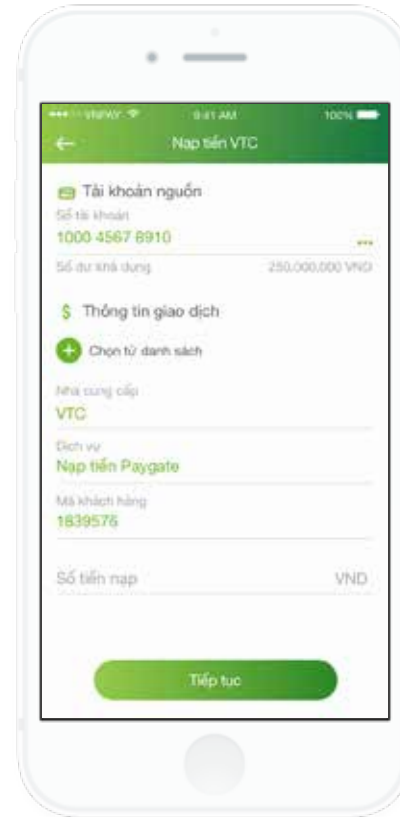 VNPAY 9:41 AM 100%
Nạp tiền VTC
Tài khoản nguồn
Số tài khoản
1000 4567 8910
Số dư khả dụng 250,000,000 VND
$ Thông tin giao dịch
Chọn từ danh sách
Nhà cung cấp
VTC
Dịch vụ
Nạp tiền Paygate
Mã khách hàng
1839576
Số tiền nạp VND
Tiếp tục